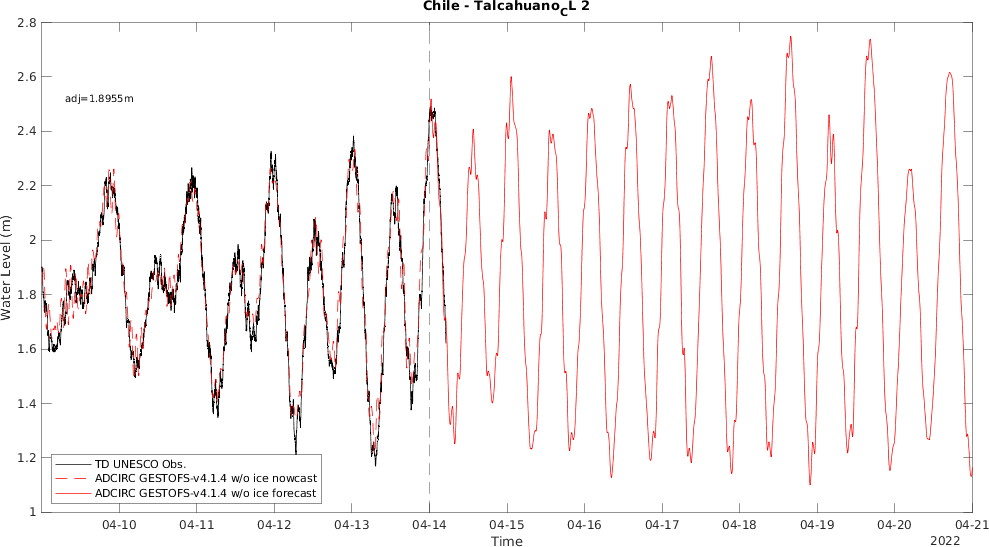 Chile - Talcahuano_CL 2
2.8
2.6
adj=1.8955m
2.4
2.2
2
1.8
1.6
1.4
1.2
1
Water Level (m)
TD UNESCO Obs.
ADCIRC GESTOFS-v4.1.4 w/o ice nowcast
ADCIRC GESTOFS-v4.1.4 w/o ice forecast
04-10 04-11 04-12 04-13 04-14 04-15 04-16 04-17 04-18 04-19 04-20 04-21
Time
2022